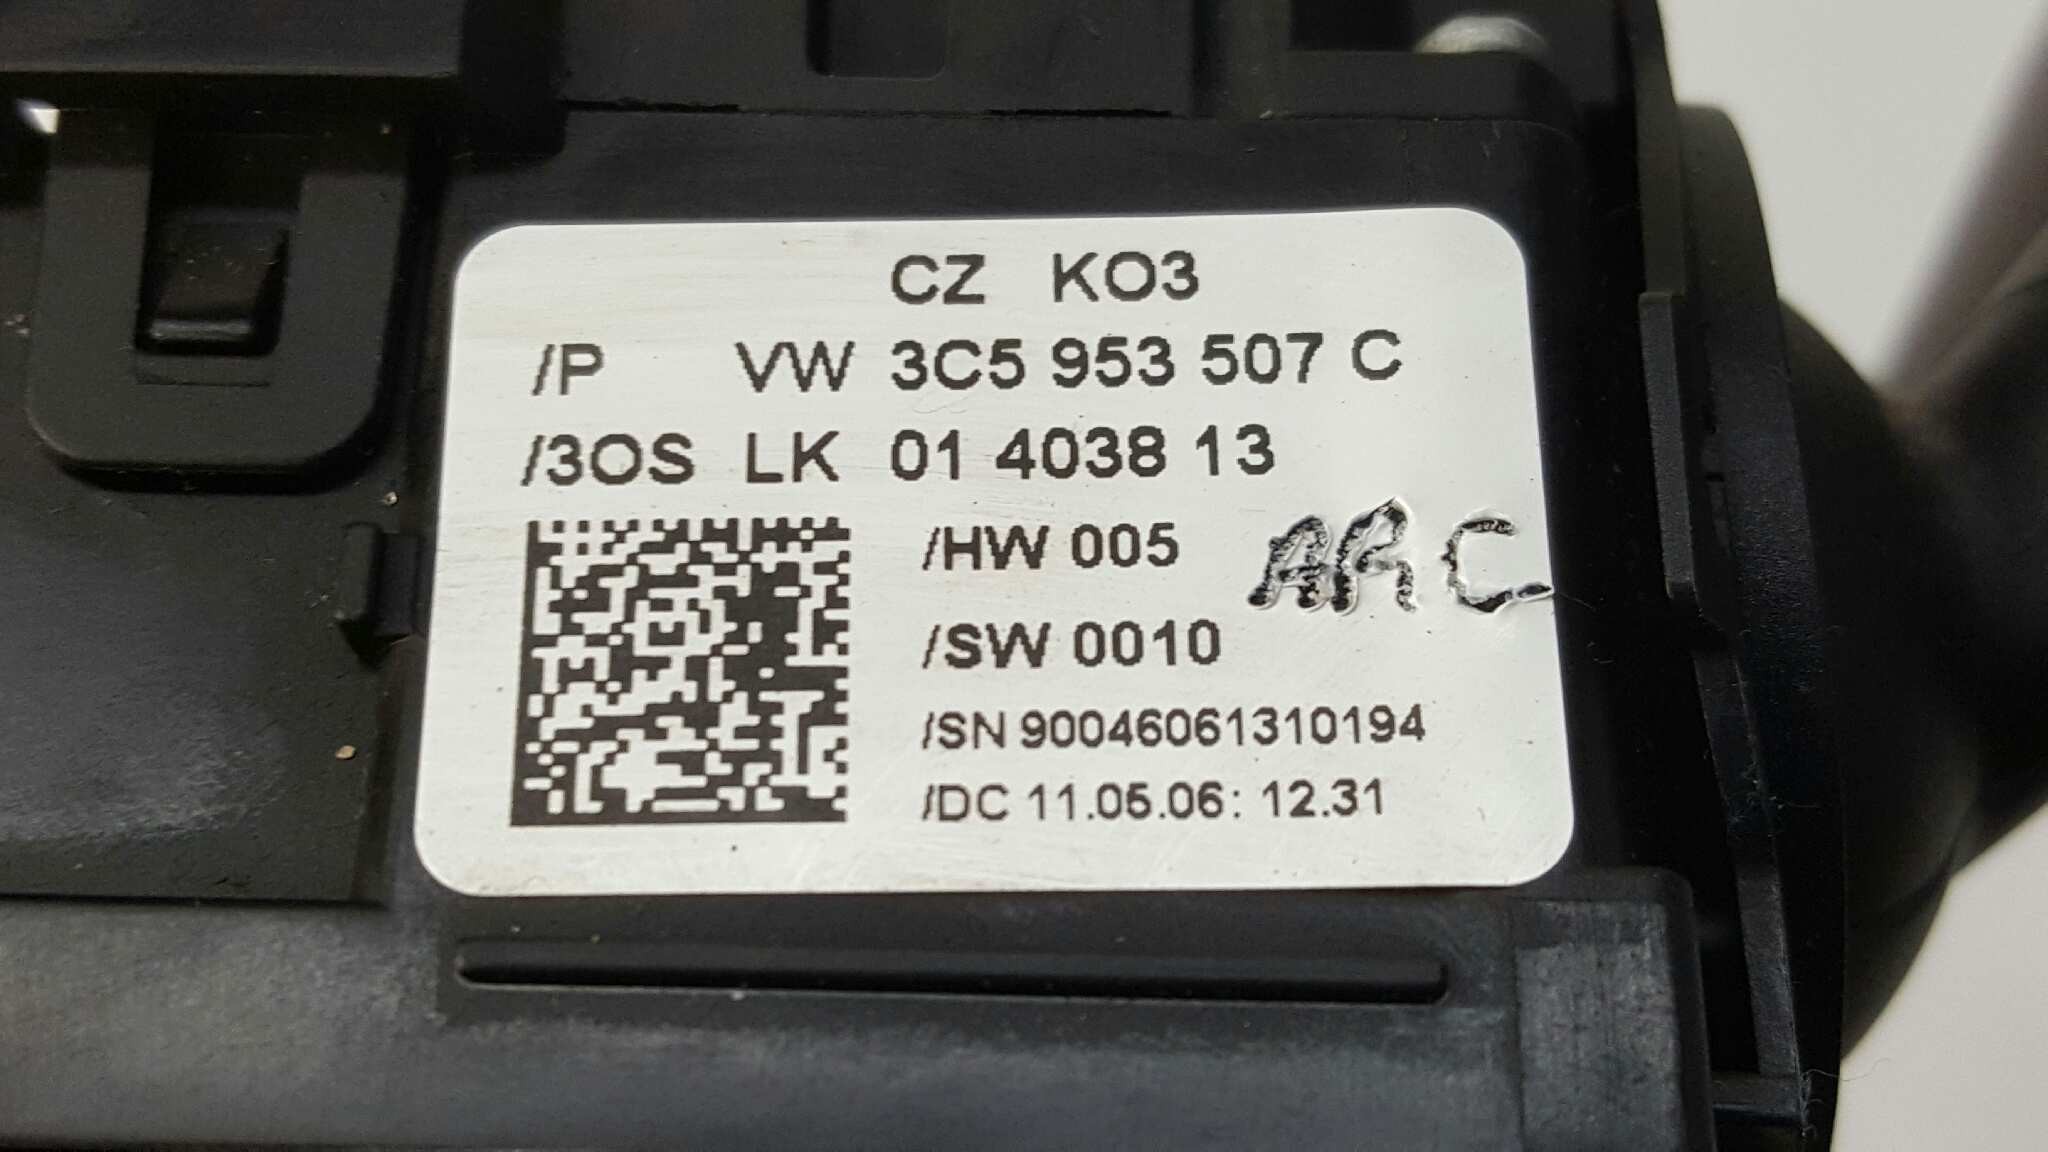 CZ KO3
/P VW 3C5 953 507 C
/3OS LK 01 4038 13
/HW 005
ARC
/SW 0010
/SN 90046061310194
/DC 11.05.06: 12.31